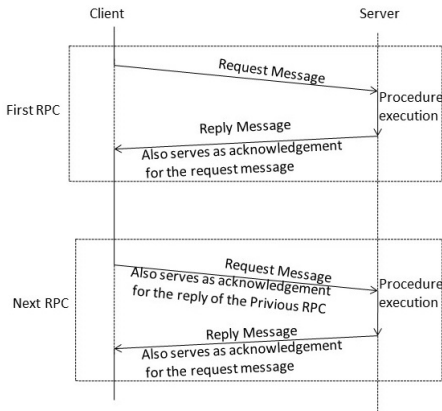 Client
Server
Request Message
First RPC
Procedure
execution
Reply Message
Also serves as acknowledgement
for the request message
Request Message
Also serves as acknowledgement
for the reply of the Privious RPC
Next RPC
Procedure
execution
Reply Message
Also serves as acknowledgement
for the request message